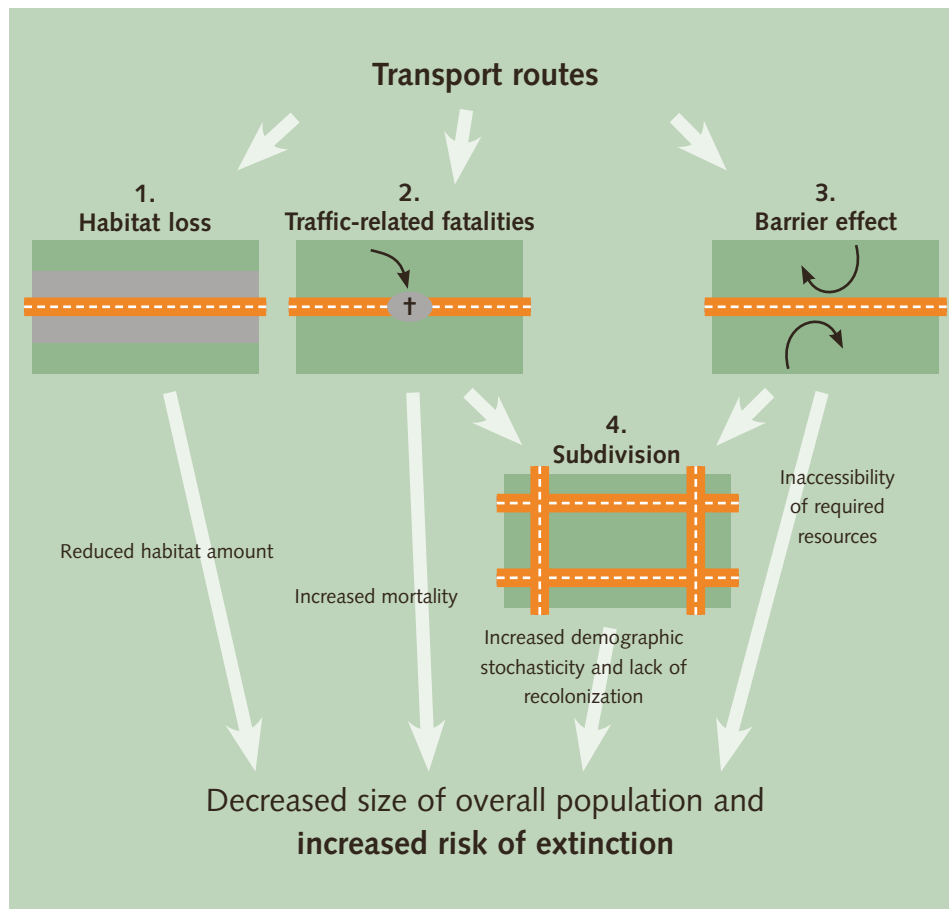 Transport routes
1.
Habitat loss
2.
Traffic-related fatalities
3.
Barrier effect
4.
Subdivision
Reduced habitat amount
Increased mortality
Increased demographic
stochasticity and lack of
recolonization
Inaccessibility
of required
resources
Decreased size of overall population and
increased risk of extinction